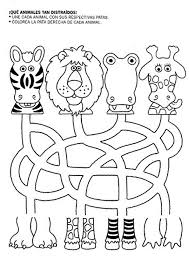 ¡QUÉ ANIMALES TAN DISTRAÍDOS!
• UNE CADA ANIMAL CON SUS RESPECTIVAS PATAS.
• COLOREA LA PATA DERECHA DE CADA ANIMAL.